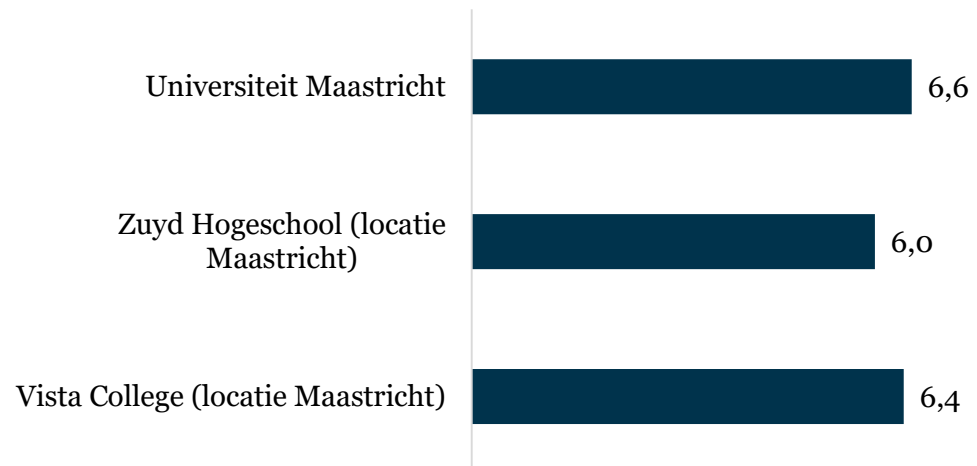 Universiteit Maastricht
6,6
Zuyd Hogeschool (locatie
Maastricht)
6,0
Vista College (locatie Maastricht)
6,4